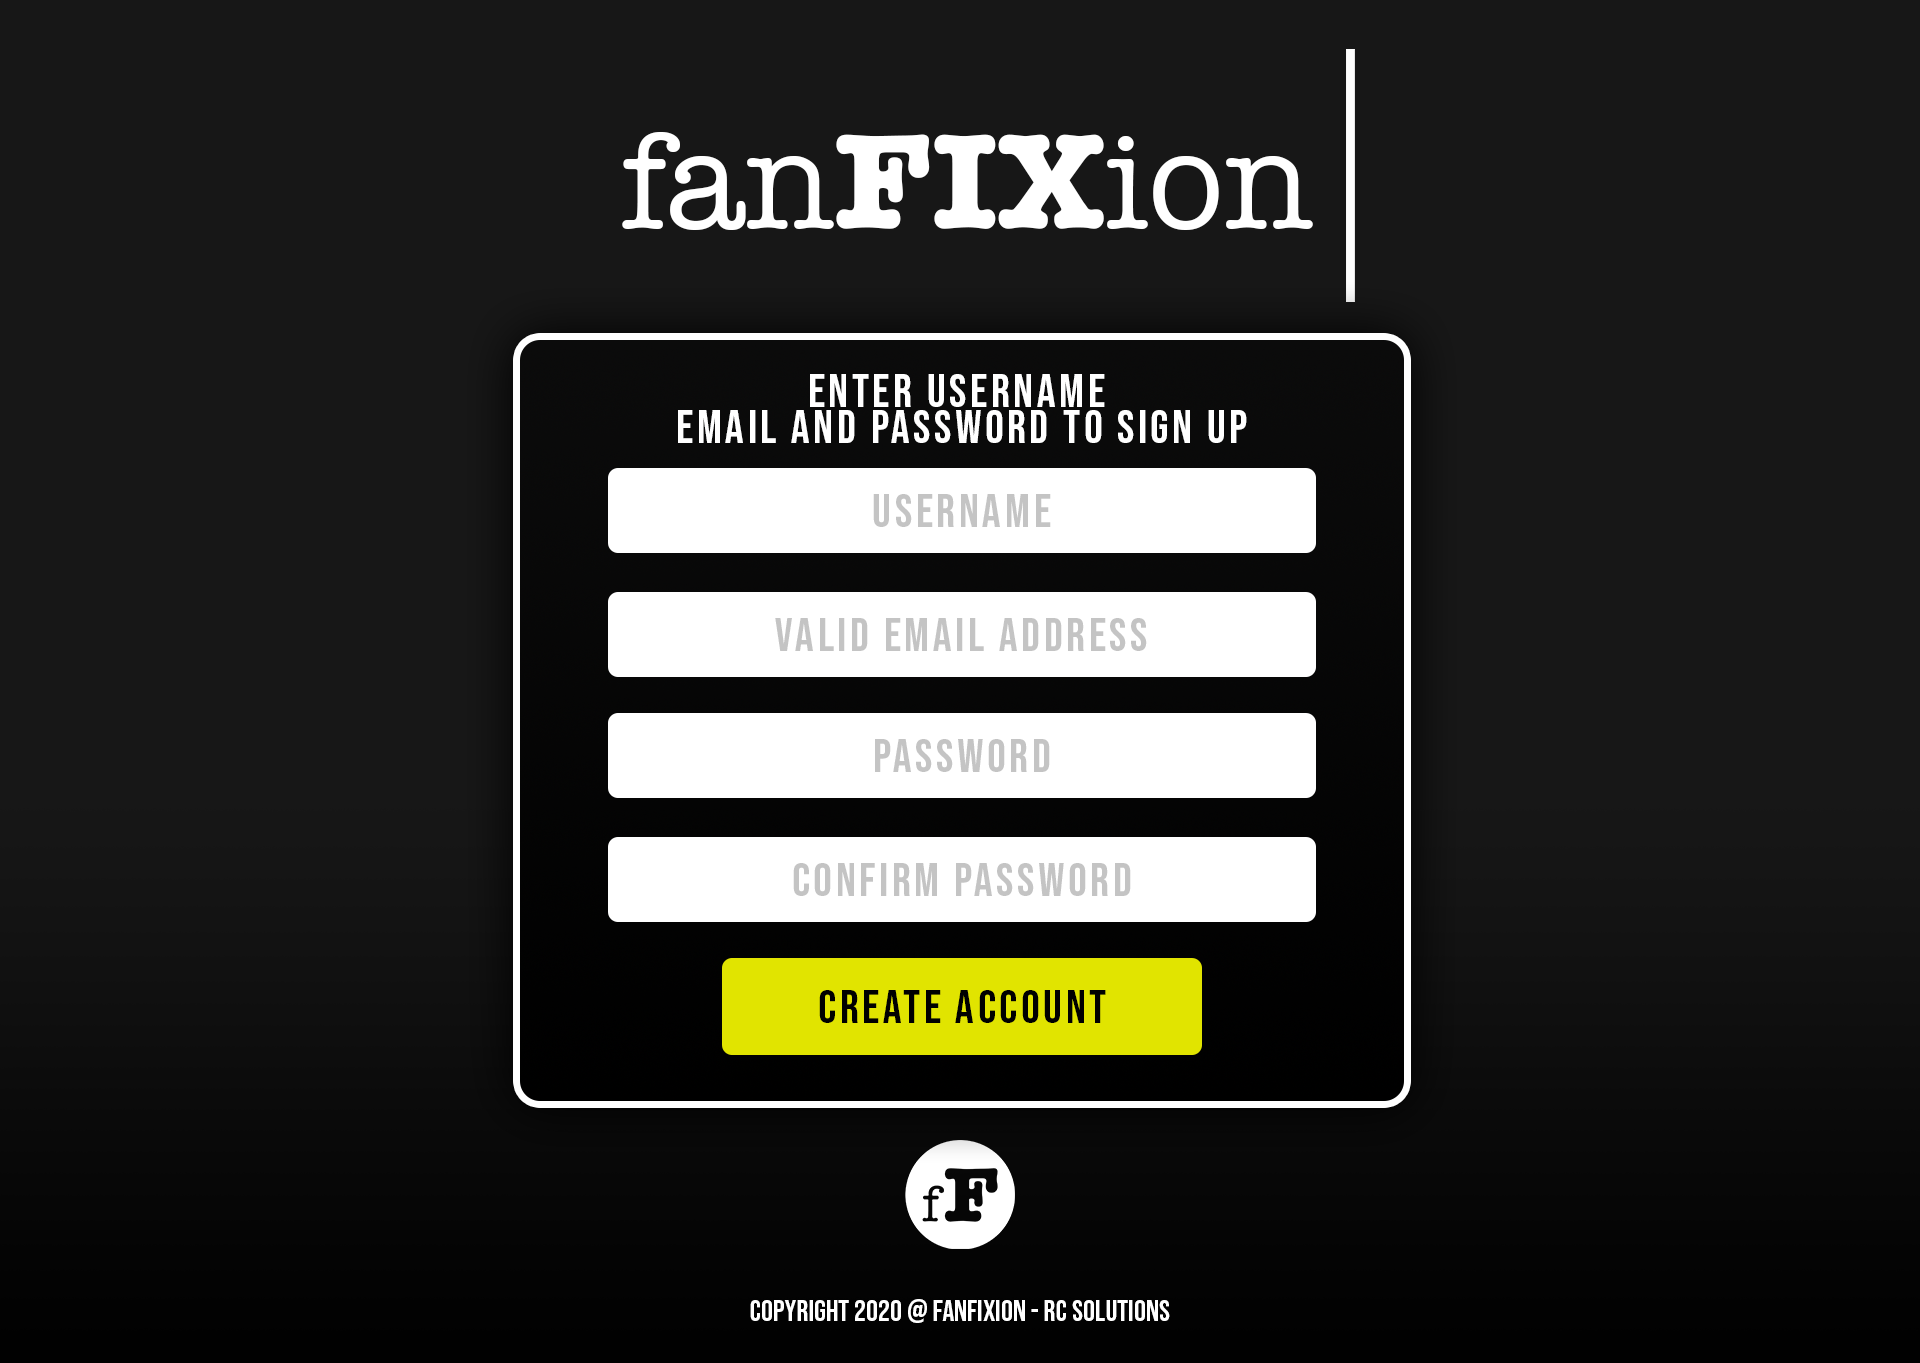 fanFIXion
ENTER USERNAME
EMAIL AND PASSWORD TO SIGN UP
USERNAME
VALID EMAIL ADDRESS
PASSWORD
CONFIRM PASSWORD
CREATE ACCOUNT
fF
COPYRIGHT 2020 @ FANFIXION - RC SOLUTIONS